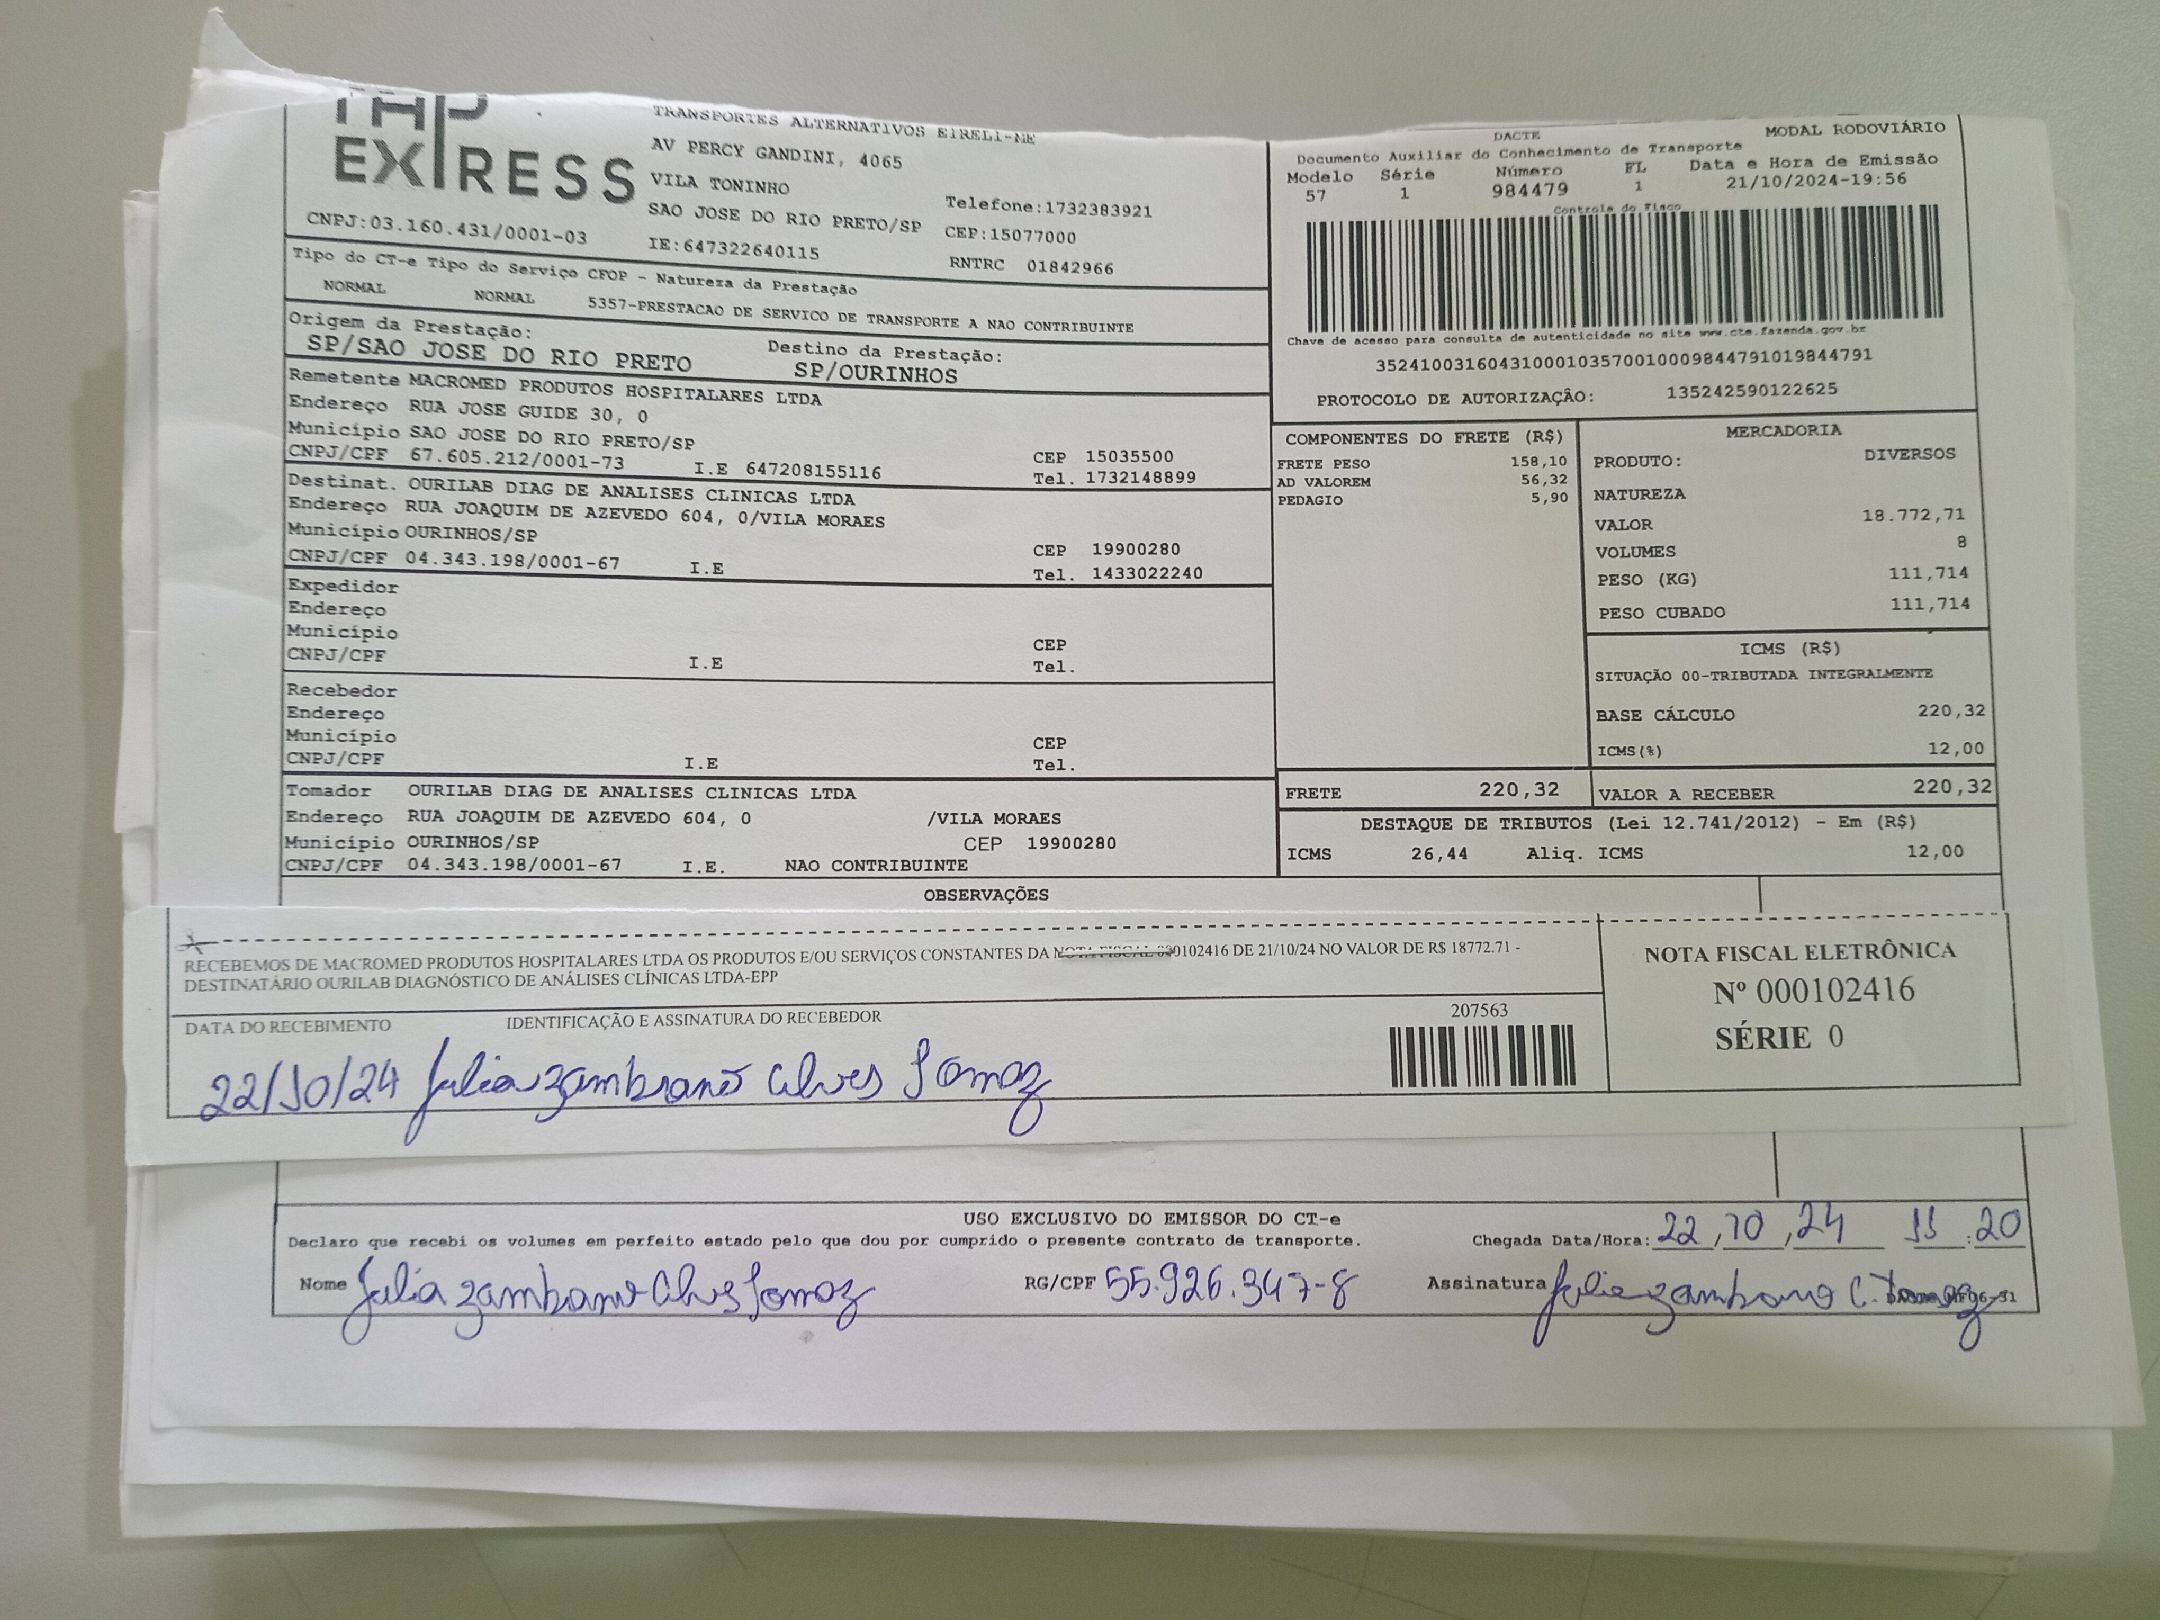 TAP
EXPRESS
CNPJ:03.160.431/0001-03
TRANSPORTES ALTERNATIVOS EIRELI-ME
AV PERCY GANDINI, 4065
VILA TONINHO
SAO JOSE DO RIO PRETO/SP
IE:647322640115
Telefone:1732383921
CEP:15077000
RNTRC 01842966
DACTE
MODAL RODOVIÁRIO
Documento Auxiliar do Conhecimento de Transporte
Modelo Série Número FL Data e Hora de Emissão
57 1 984479 1 21/10/2024-19:56
Controle do Fisco
Chave de acesso para consulta de autenticidade no site www.cte.fazenda.gov.br
35241003160431000103570010009844791019844791
PROTOCOLO DE AUTORIZAÇÃO: 135242590122625
Tipo do CT-e Tipo do Serviço CFOP - Natureza da Prestação
NORMAL NORMAL 5357-PRESTACAO DE SERVICO DE TRANSPORTE A NAO CONTRIBUINTE
Origem da Prestação: Destino da Prestação:
SP/SAO JOSE DO RIO PRETO SP/OURINHOS
Remetente MACROMED PRODUTOS HOSPITALARES LTDA
Endereço RUA JOSE GUIDE 30, 0
Município SAO JOSE DO RIO PRETO/SP CEP 15035500
CNPJ/CPF 67.605.212/0001-73 I.E 647208155116 Tel. 1732148899
Destinat. OURILAB DIAG DE ANALISES CLINICAS LTDA
Endereço RUA JOAQUIM DE AZEVEDO 604, 0/VILA MORAES
Município OURINHOS/SP CEP 19900280
CNPJ/CPF 04.343.198/0001-67 I.E Tel. 1433022240
Expedidor
Endereço
Município CEP
CNPJ/CPF I.E Tel.
Recebedor
Endereço
Município CEP
CNPJ/CPF I.E Tel.
Tomador OURILAB DIAG DE ANALISES CLINICAS LTDA
Endereço RUA JOAQUIM DE AZEVEDO 604, 0 /VILA MORAES
Município OURINHOS/SP CEP 19900280
CNPJ/CPF 04.343.198/0001-67 I.E. NAO CONTRIBUINTE
COMPONENTES DO FRETE (R$)
FRETE PESO 158,10
AD VALOREM 56,32
PEDAGIO 5,90
MERCADORIA
PRODUTO: DIVERSOS
NATUREZA
VALOR 18.772,71
VOLUMES 8
PESO (KG) 111,714
PESO CUBADO 111,714
ICMS (R$)
SITUAÇÃO 00-TRIBUTADA INTEGRALMENTE
BASE CÁLCULO 220,32
ICMS(%) 12,00
FRETE 220,32 VALOR A RECEBER 220,32
DESTAQUE DE TRIBUTOS (Lei 12.741/2012) - Em (R$)
ICMS 26,44 Aliq. ICMS 12,00
OBSERVAÇÕES
RECEBEMOS DE MACROMED PRODUTOS HOSPITALARES LTDA OS PRODUTOS E/OU SERVIÇOS CONSTANTES DA NOTA FISCAL 000102416 DE 21/10/24 NO VALOR DE R$ 18772.71 -
DESTINATÁRIO OURILAB DIAGNÓSTICO DE ANÁLISES CLÍNICAS LTDA-EPP
DATA DO RECEBIMENTO IDENTIFICAÇÃO E ASSINATURA DO RECEBEDOR
22/10/24 Julia zambrano Alves
207563
NOTA FISCAL ELETRÔNICA
Nº 000102416
SÉRIE 0
USO EXCLUSIVO DO EMISSOR DO CT-e
Declaro que recebi os volumes em perfeito estado pelo que dou por cumprido o presente contrato de transporte. Chegada Data/Hora: 22,10,24 11:20
Nome Julia zambrano Alves RG/CPF 55.926.347-8 Assinatura Julia zambrano